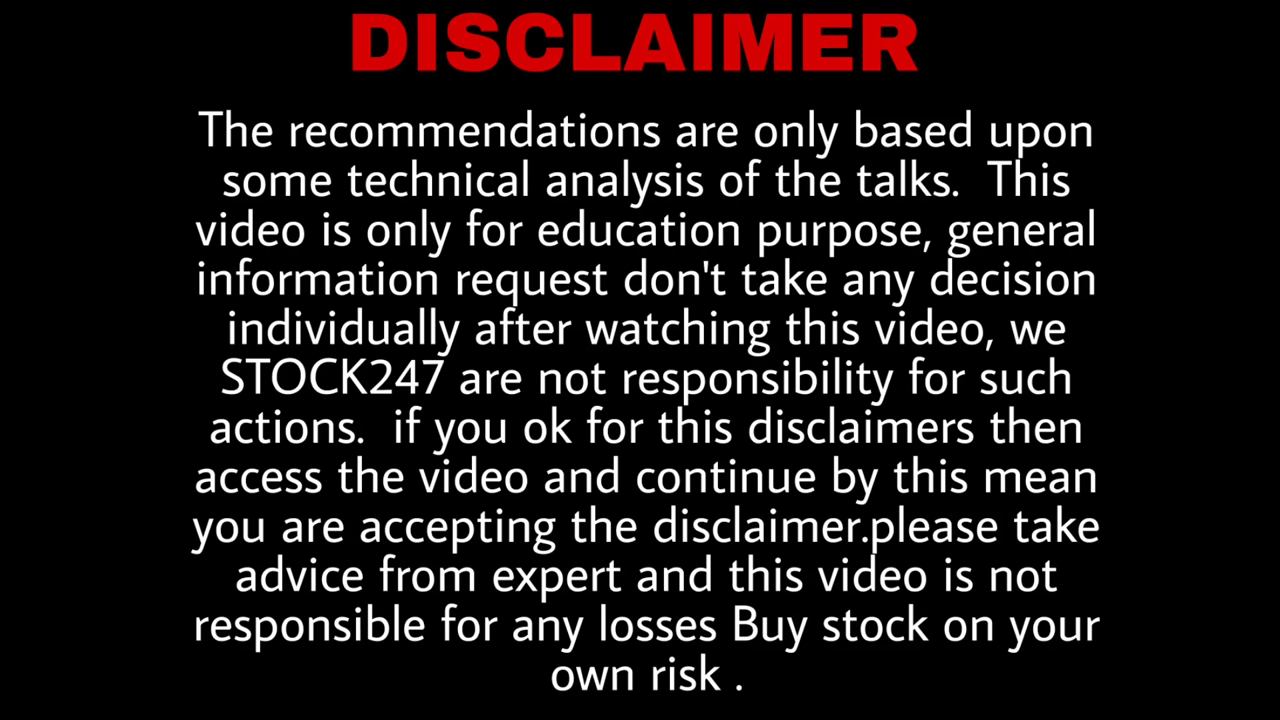 DISCLAIMER
The recommendations are only based upon
some technical analysis of the talks.  This
video is only for education purpose, general
information request don't take any decision
individually after watching this video, we
STOCK247 are not responsibility for such
actions.  if you ok for this disclaimers then
access the video and continue by this mean
you are accepting the disclaimer.please take
advice from expert and this video is not
responsible for any losses Buy stock on your
own risk .